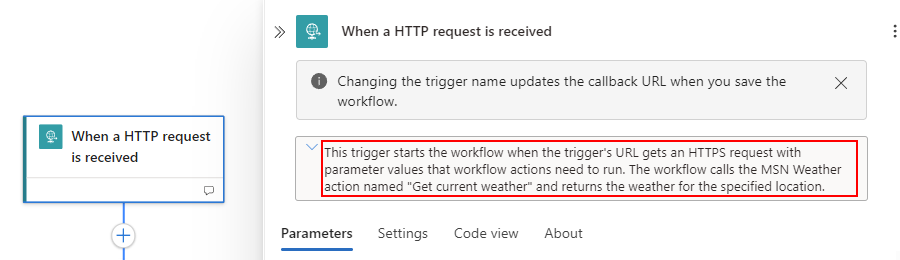 When a HTTP request
is received
When a HTTP request is received
Changing the trigger name updates the callback URL when you save the
workflow.
This trigger starts the workflow when the trigger's URL gets an HTTPS request with
parameter values that workflow actions need to run. The workflow calls the MSN Weather
action named "Get current weather" and returns the weather for the specified location.
Parameters Settings Code view About